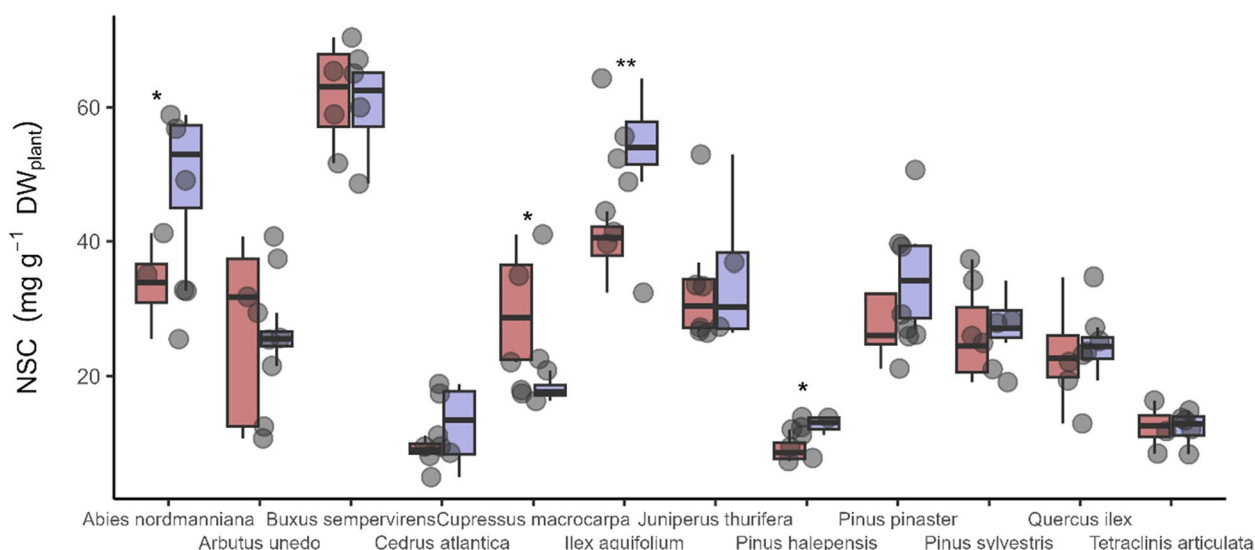 NSC (mg g⁻¹ DWplant)
60
40
20
*
**
*
*
Abies nordmanniana Buxus sempervirens Cupressus macrocarpa Juniperus thurifera Pinus pinaster Quercus ilex
Arbutus unedo Cedrus atlantica Ilex aquifolium Pinus halepensis Pinus sylvestris Tetraclinis articulata